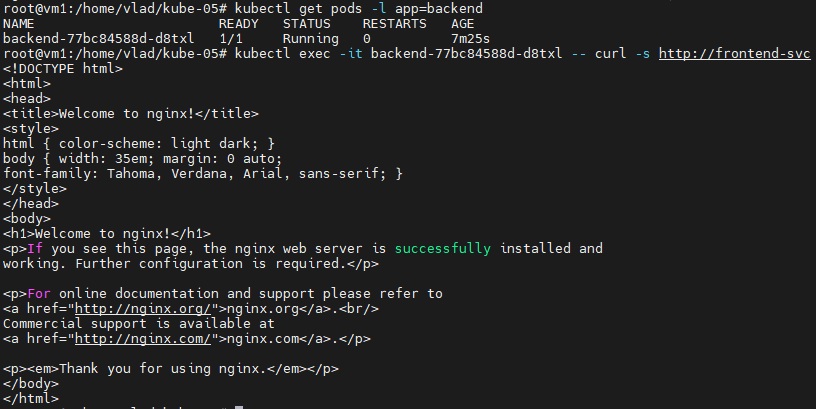 root@vm1:/home/vlad/kube-05# kubectl get pods -l app=backend
NAME                       READY   STATUS    RESTARTS   AGE
backend-77bc84588d-d8txl   1/1     Running   0          7m25s
root@vm1:/home/vlad/kube-05# kubectl exec -it backend-77bc84588d-d8txl -- curl -s http://frontend-svc
<!DOCTYPE html>
<html>
<head>
<title>Welcome to nginx!</title>
<style>
html { color-scheme: light dark; }
body { width: 35em; margin: 0 auto;
font-family: Tahoma, Verdana, Arial, sans-serif; }
</style>
</head>
<body>
<h1>Welcome to nginx!</h1>
<p>If you see this page, the nginx web server is successfully installed and
working. Further configuration is required.</p>

<p>For online documentation and support please refer to
<a href="http://nginx.org/">nginx.org</a>.<br/>
Commercial support is available at
<a href="http://nginx.com/">nginx.com</a>.</p>

<p><em>Thank you for using nginx.</em></p>
</body>
</html>